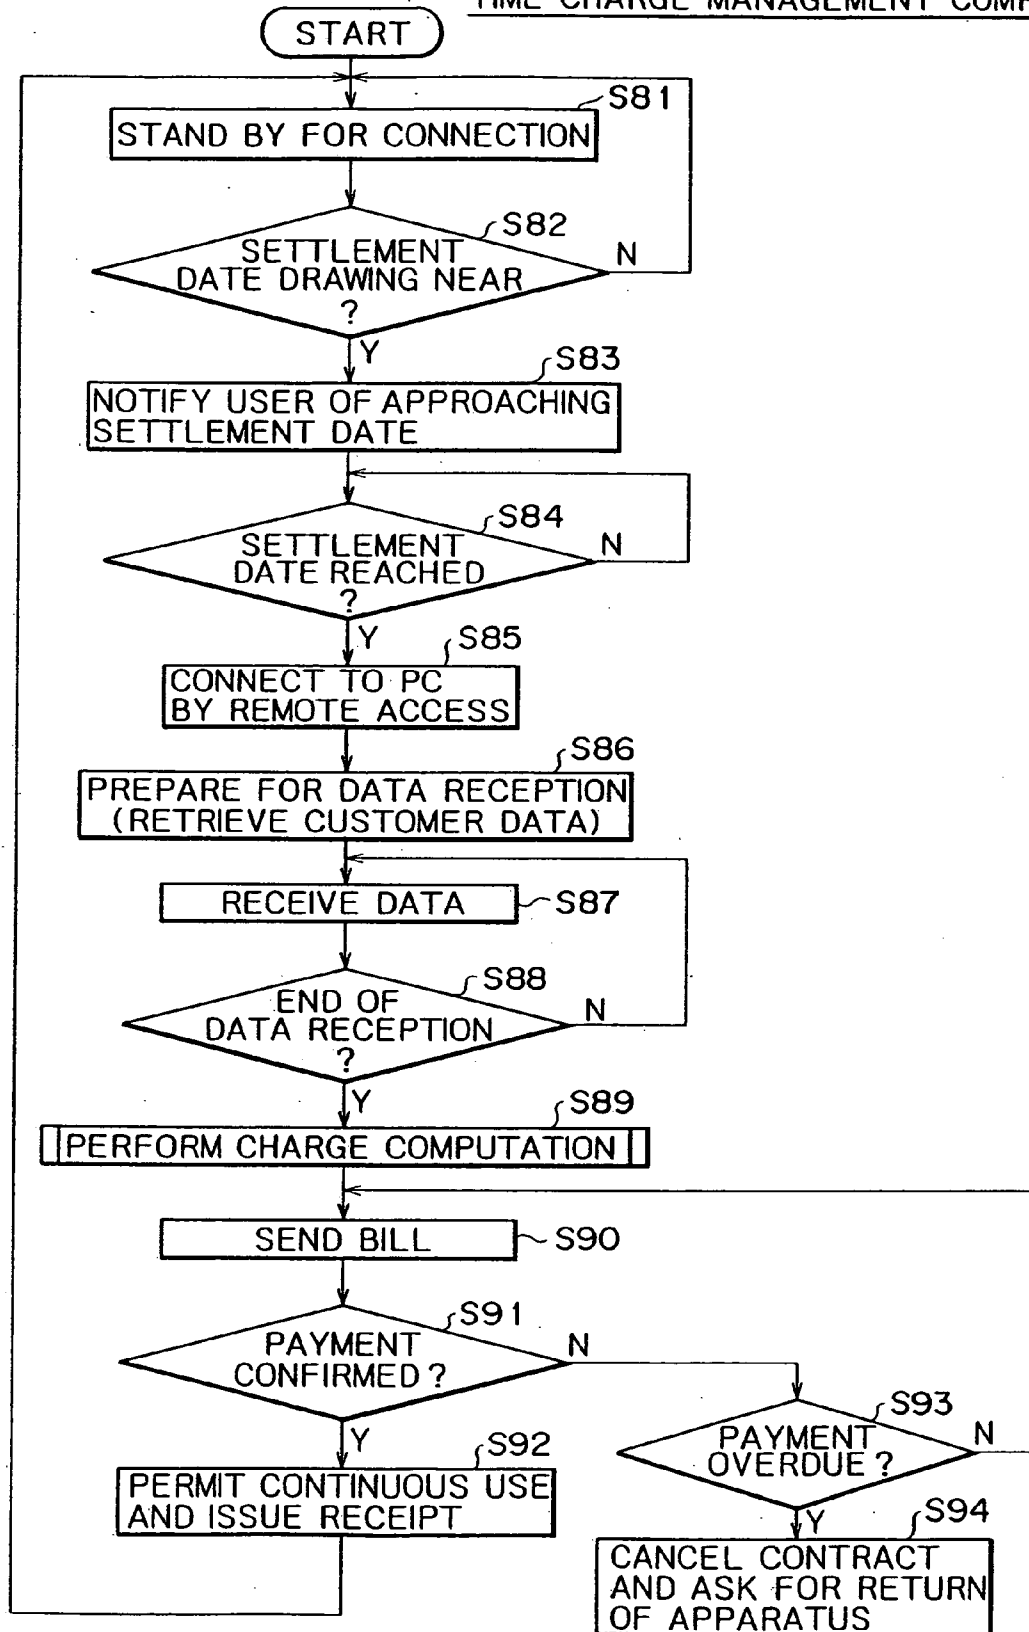 TIME CHARGE MANAGEMENT
START
S81
STAND BY FOR CONNECTION
S82
SETTLEMENT
DATE DRAWING NEAR
?
N
Y
S83
NOTIFY USER OF APPROACHING
SETTLEMENT DATE
S84
SETTLEMENT
DATE REACHED
?
N
Y
S85
CONNECT TO PC
BY REMOTE ACCESS
S86
PREPARE FOR DATA RECEPTION
(RETRIEVE CUSTOMER DATA)
RECEIVE DATA
S87
S88
END OF
DATA RECEPTION
?
N
Y
S89
PERFORM CHARGE COMPUTATION
SEND BILL
S90
S91
PAYMENT
CONFIRMED?
N
Y
S92
PERMIT CONTINUOUS USE
AND ISSUE RECEIPT
S93
PAYMENT
OVERDUE?
N
Y
S94
CANCEL CONTRACT
AND ASK FOR RETURN
OF APPARATUS